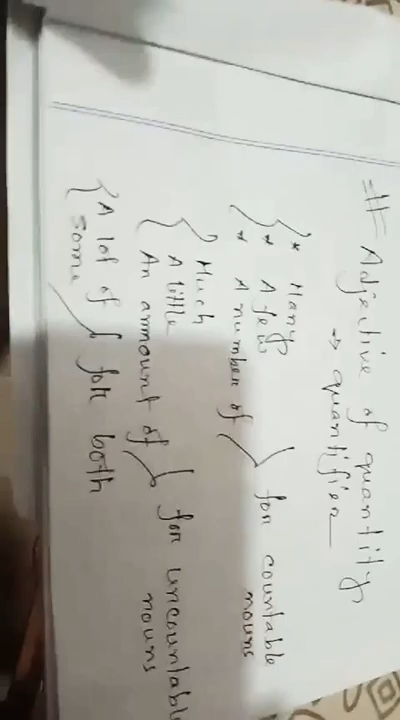 # Adjective of quantity
→ quantifier
* Many
* A few
* A number of
for countable nouns
Much
A little
An ammount of
for uncountable nouns
A lot of
Some
for both